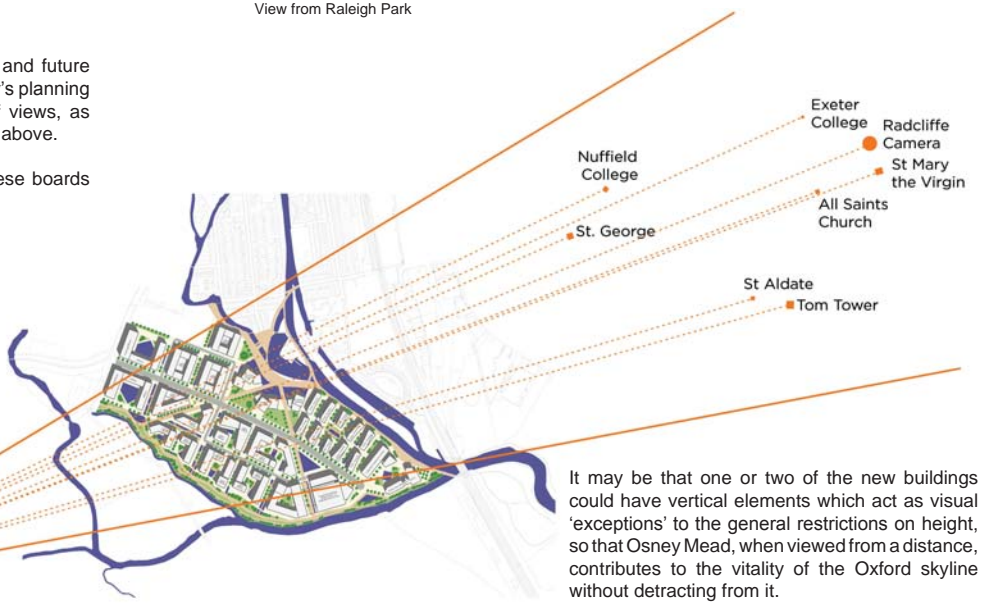 View from Raleigh Park
and future
's planning
views, as
above.
ese boards
Exeter
College
Radcliffe
Camera
St Mary
the Virgin
All Saints
Church
Nuffield
College
St. George
St Aldate
Tom Tower
It may be that one or two of the new buildings
could have vertical elements which act as visual
‘exceptions’ to the general restrictions on height,
so that Osney Mead, when viewed from a distance,
contributes to the vitality of the Oxford skyline
without detracting from it.